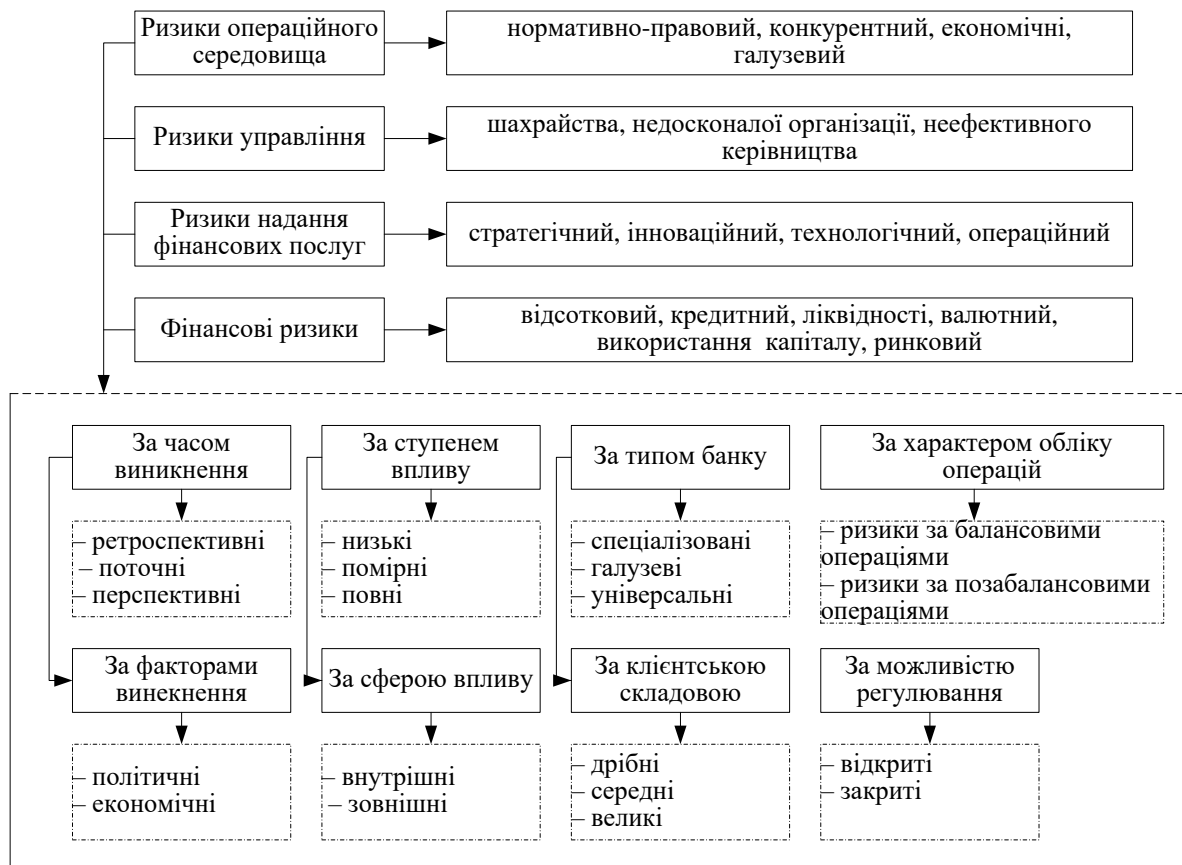 Ризики операційного
середовища
нормативно-правовий, конкурентний, економічні,
галузевий
Ризики управління
шахрайства, недосконалої організації, неефективного
керівництва
Ризики надання
фінансових послуг
стратегічний, інноваційний, технологічний, операційний
Фінансові ризики
відсотковий, кредитний, ліквідності, валютний,
використання капіталу, ринковий
За часом
виникнення
За ступенем
впливу
За типом банку
За характером обліку
операцій
– ретроспективні
– поточні
– перспективні
– низькі
– помірні
– повні
– спеціалізовані
– галузеві
– універсальні
– ризики за балансовими
операціями
– ризики за позабалансовими
операціями
За факторами
винекнення
За сферою впливу
За клієнтською
складовою
За можливістю
регулювання
– політичні
– економічні
– внутрішні
– зовнішні
– дрібні
– середні
– великі
– відкриті
– закриті